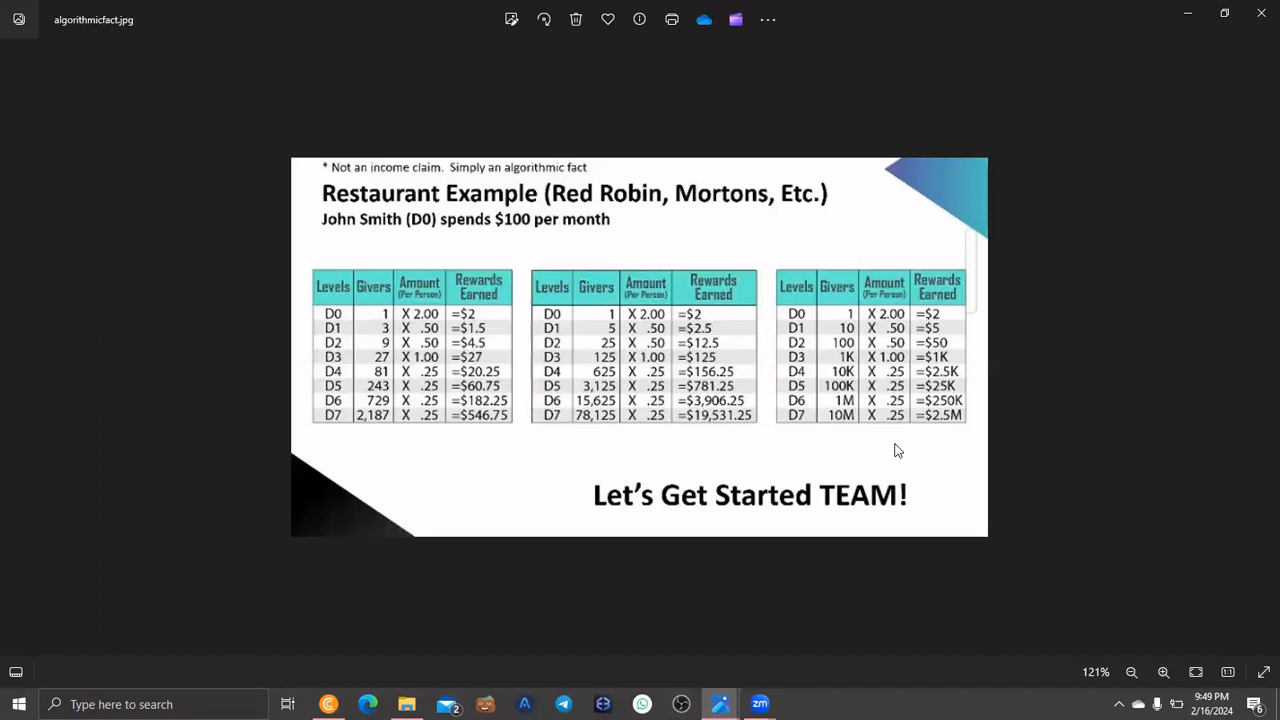 algorithmicfact.jpg
* Not an income claim. Simply an algorithmic fact
Restaurant Example (Red Robin, Mortons, Etc.)
John Smith (D0) spends $100 per month
Levels Givers Amount (Per Person) Rewards Earned
D0 1 X 2.00 =$2
D1 3 X .50 =$1.5
D2 9 X .50 =$4.5
D3 27 X 1.00 =$27
D4 81 X .25 =$20.25
D5 243 X .25 =$60.75
D6 729 X .25 =$182.25
D7 2,187 X .25 =$546.75
Levels Givers Amount (Per Person) Rewards Earned
D0 1 X 2.00 =$2
D1 5 X .50 =$2.5
D2 25 X .50 =$12.5
D3 125 X 1.00 =$125
D4 625 X .25 =$156.25
D5 3,125 X .25 =$781.25
D6 15,625 X .25 =$3,906.25
D7 78,125 X .25 =$19,531.25
Levels Givers Amount (Per Person) Rewards Earned
D0 1 X 2.00 =$2
D1 10 X .50 =$5
D2 100 X .50 =$50
D3 1K X 1.00 =$1K
D4 10K X .25 =$2.5K
D5 100K X .25 =$25K
D6 1M X .25 =$250K
D7 10M X .25 =$2.5M
Let's Get Started TEAM!
121%
Type here to search
2
zm
9:49 PM
2/16/2024
6